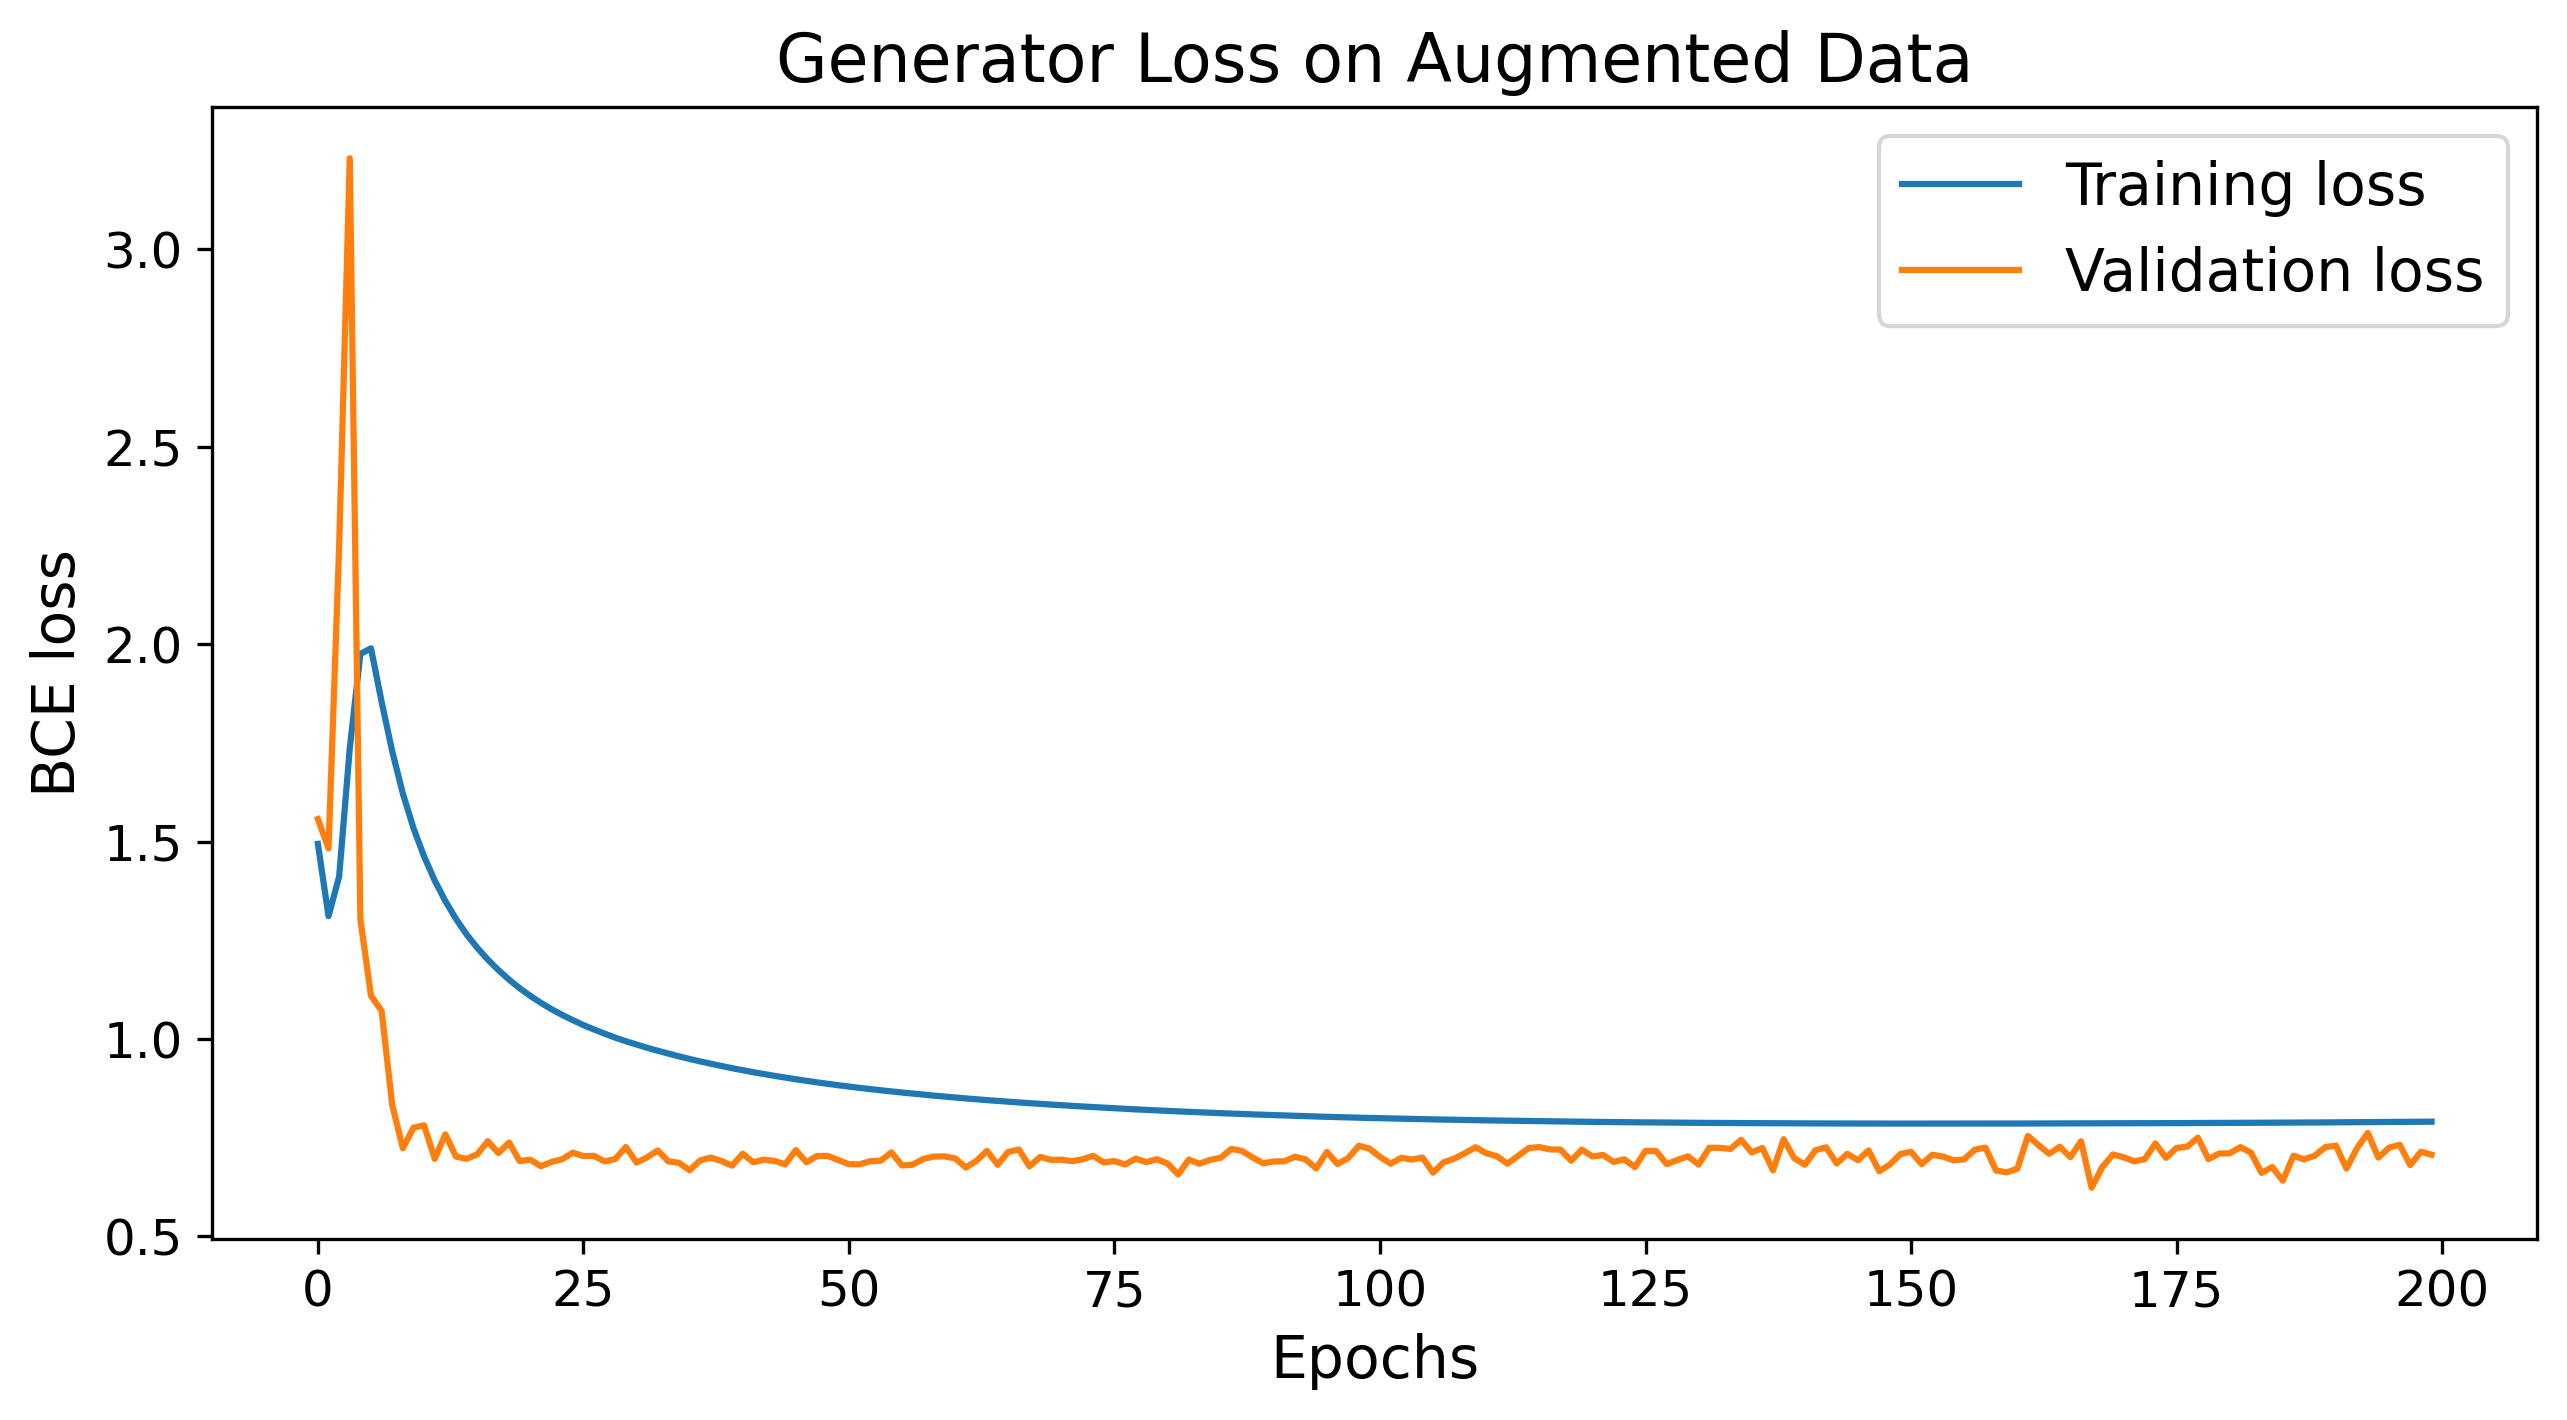 Generator Loss on Augmented Data
Training loss
Validation loss
BCE loss
3.0
2.5
2.0
1.5
1.0
0.5
0 25 50 75 100 125 150 175 200
Epochs